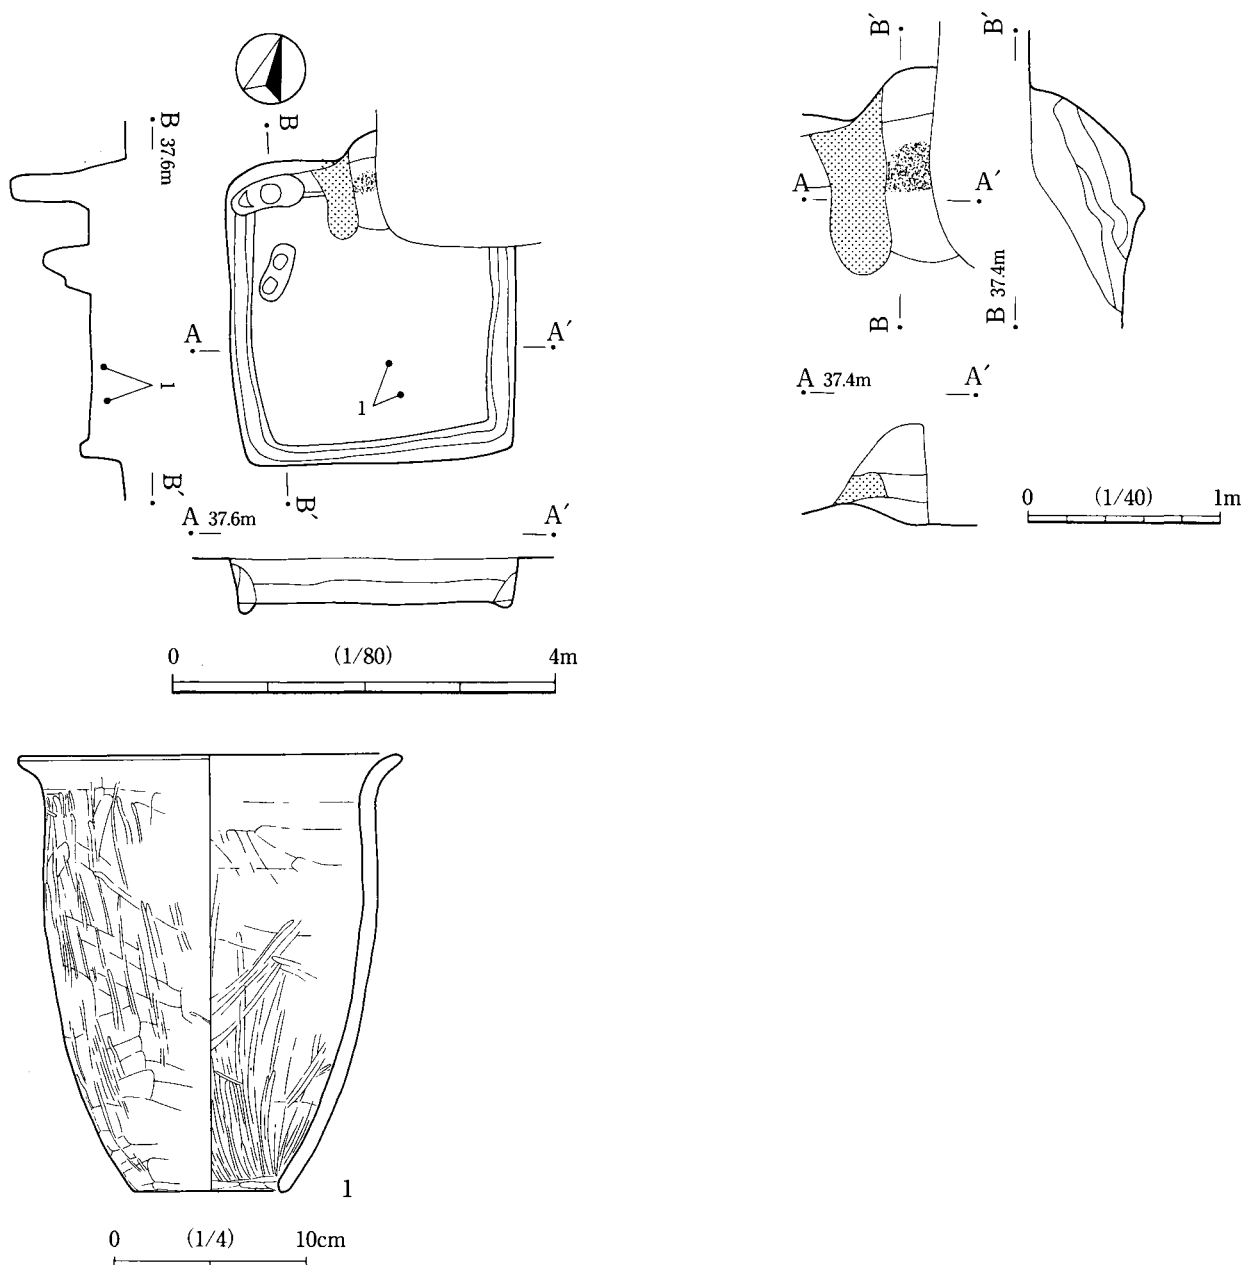 B 37.6m
B
A
A′
1
1
B′
B′
A 37.6m
A′
0 (1/80) 4m
B′
B′
A
A′
B
B 37.4m
A 37.4m
A′
0 (1/40) 1m
1
0 (1/4) 10cm